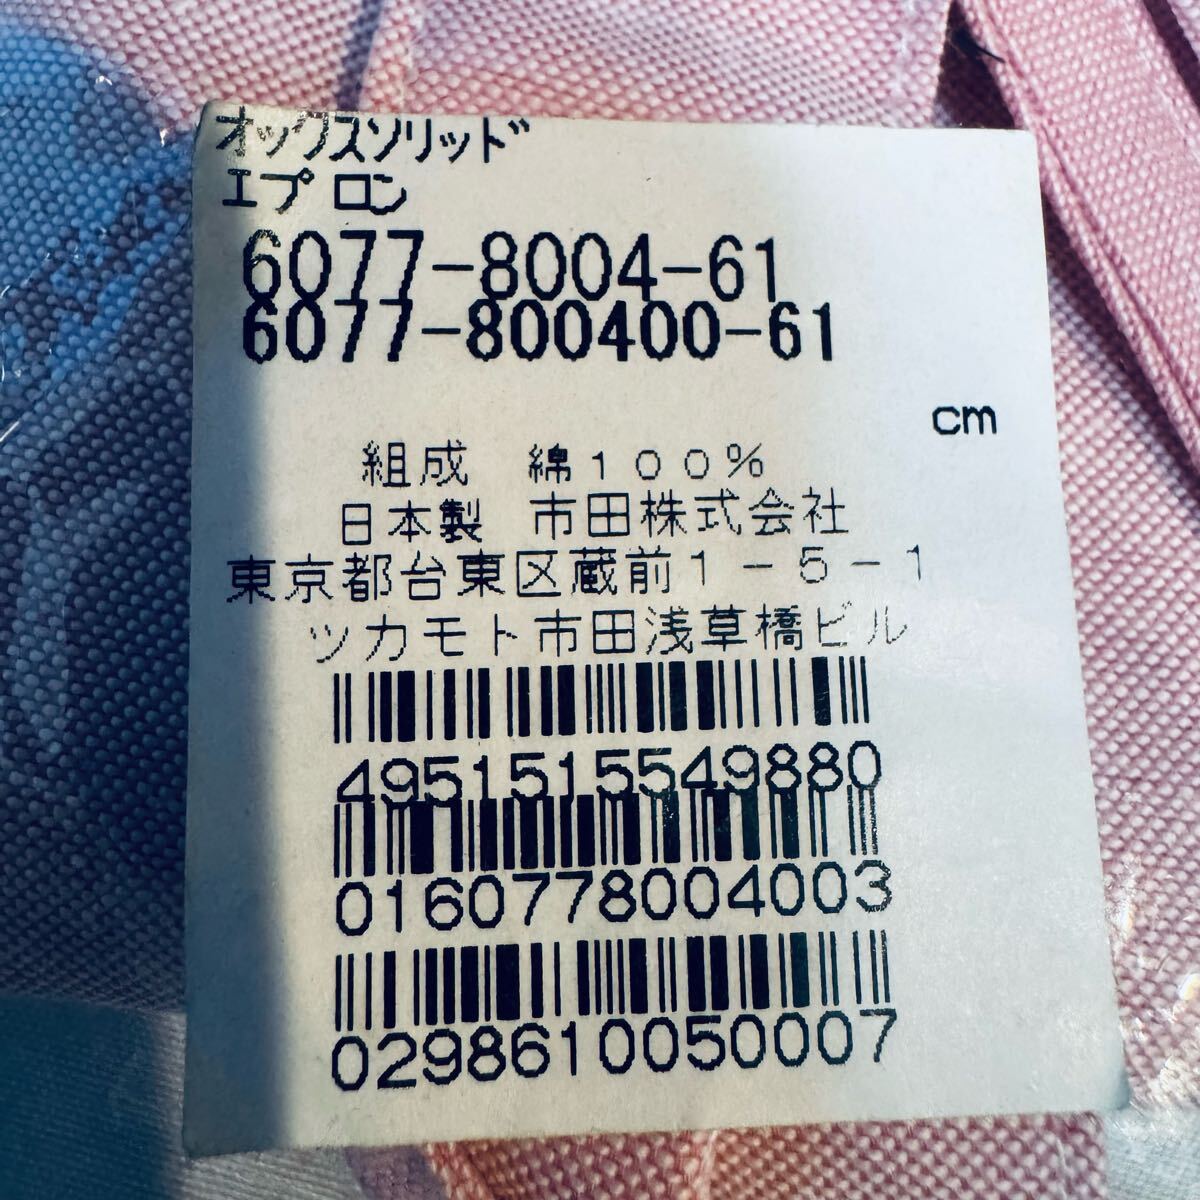 オックスソリッド
エプロン
6077-8004-61
6077-800400-61
cm
組成　綿100%
日本製　市田株式会社
東京都台東区蔵前1-5-1
ツカモト市田浅草橋ビル
4951515549880
0160778004003
0298610050007